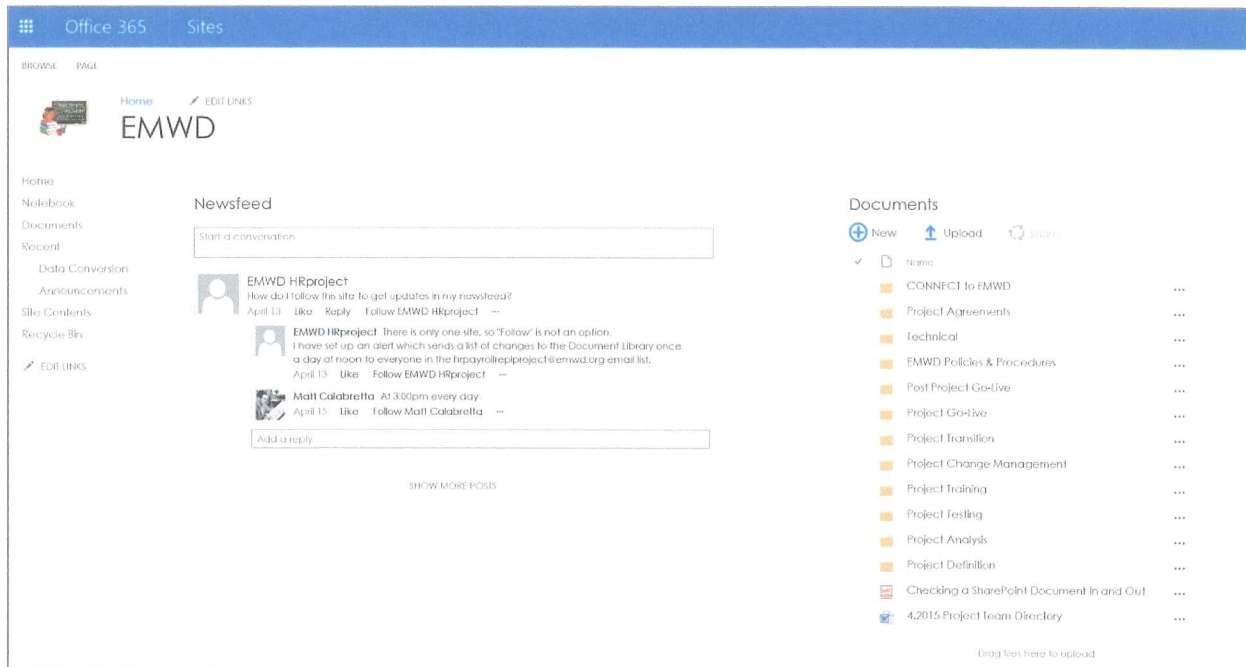 Office 365 Sites
BROWSE PAGE
Home EDIT LINKS
EMWD
Home
Notebook
Documents
Recent
Data Conversion
Announcements
Site Contents
Recycle Bin
EDIT LINKS
Newsfeed
Start a conversation
EMWD HRproject
How do I follow this site to get updates in my newsfeed?
April 13 Like Reply Follow EMWD HRproject ...
EMWD HRproject There is only one site, so "Follow" is not an option.
I have set up an alert which sends a list of changes to the Document Library once
a day at noon to everyone in the hrpayrollreplproject@emwd.org email list.
April 13 Like Follow EMWD HRproject ...
Matt Calabretta At 3:00pm every day.
April 15 Like Follow Matt Calabretta ...
Add a reply
SHOW MORE POSTS
Documents
New Upload Share
Name
CONNECT to EMWD ...
Project Agreements ...
Technical ...
EMWD Policies & Procedures ...
Post Project Go-Live ...
Project Go-Live ...
Project Transition ...
Project Change Management ...
Project Training ...
Project Testing ...
Project Analysis ...
Project Definition ...
Checking a SharePoint Document In and Out ...
4.2015 Project Team Directory ...
Drag files here to upload